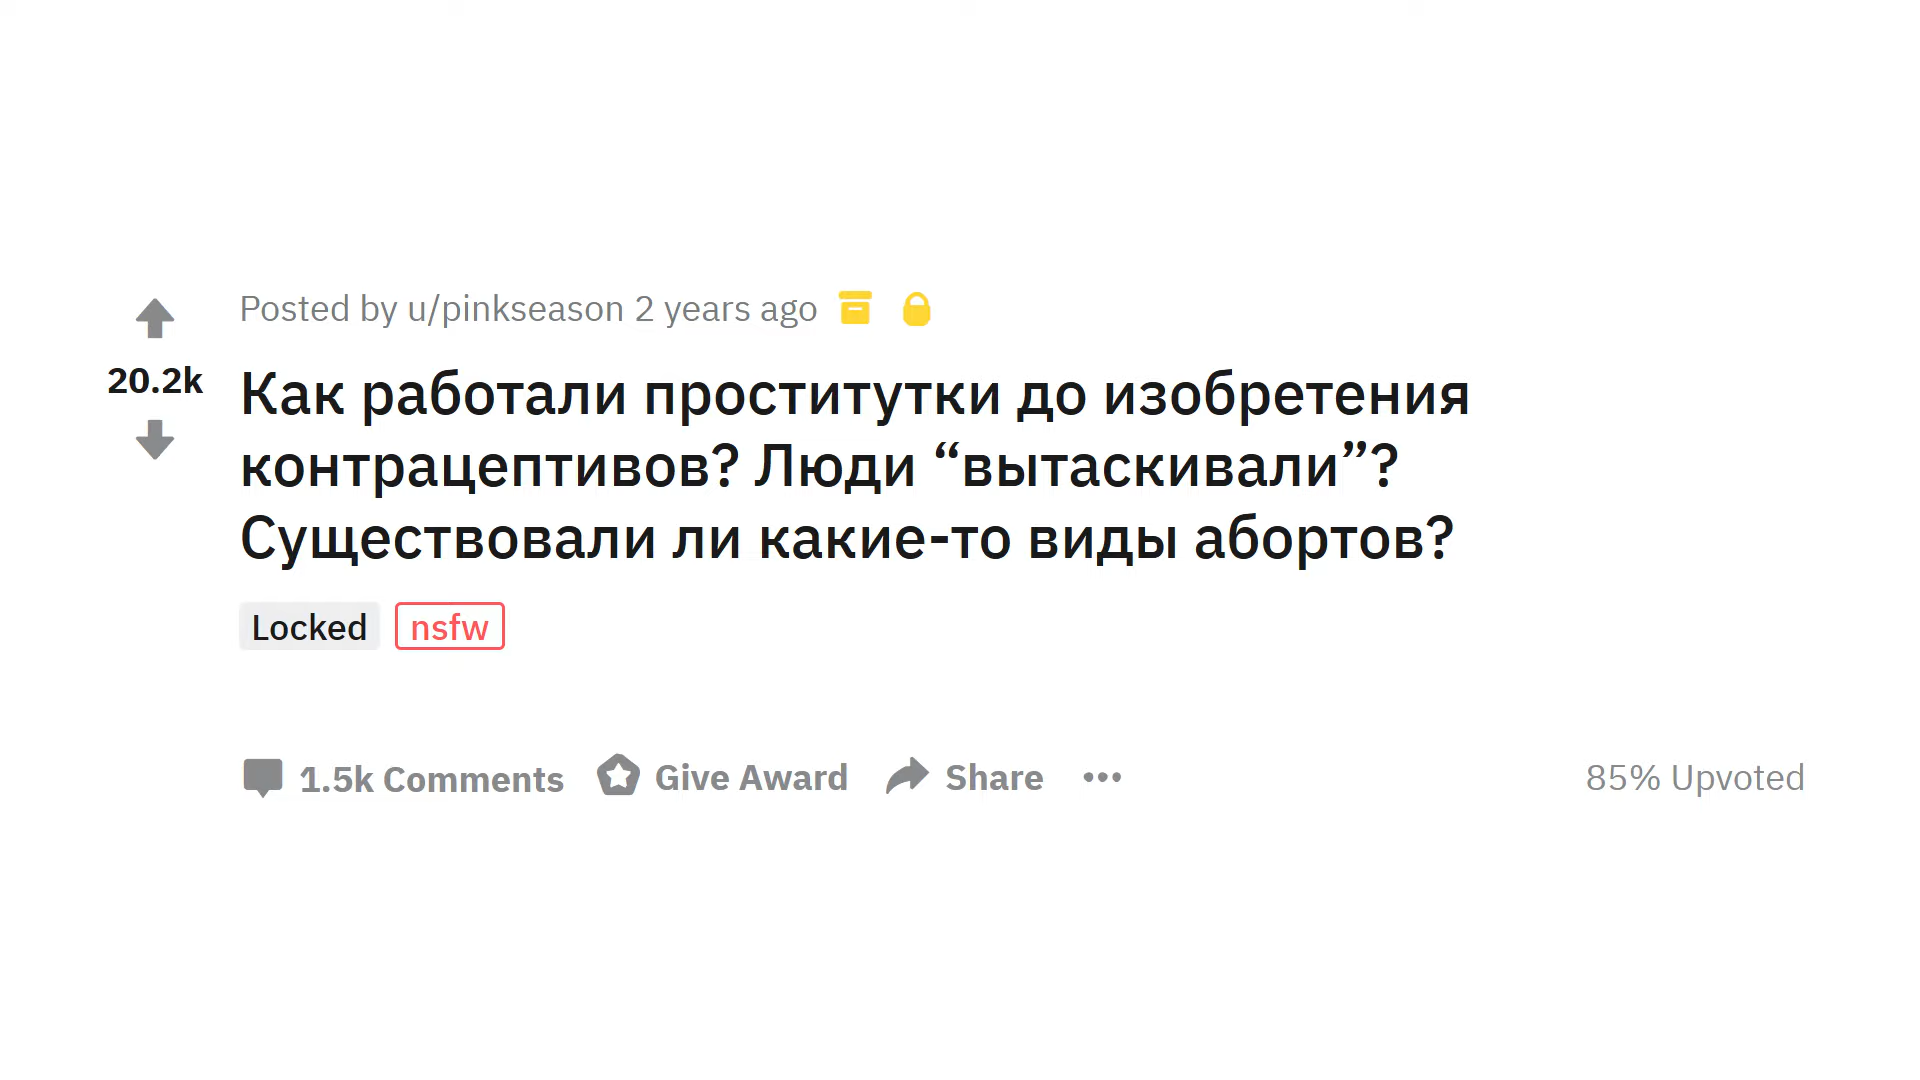 Posted by u/pinkseason 2 years ago
20.2k
Как работали проститутки до изобретения
контрацептивов? Люди “вытаскивали”?
Существовали ли какие-то виды абортов?
Locked nsfw
1.5k Comments Give Award Share 85% Upvoted